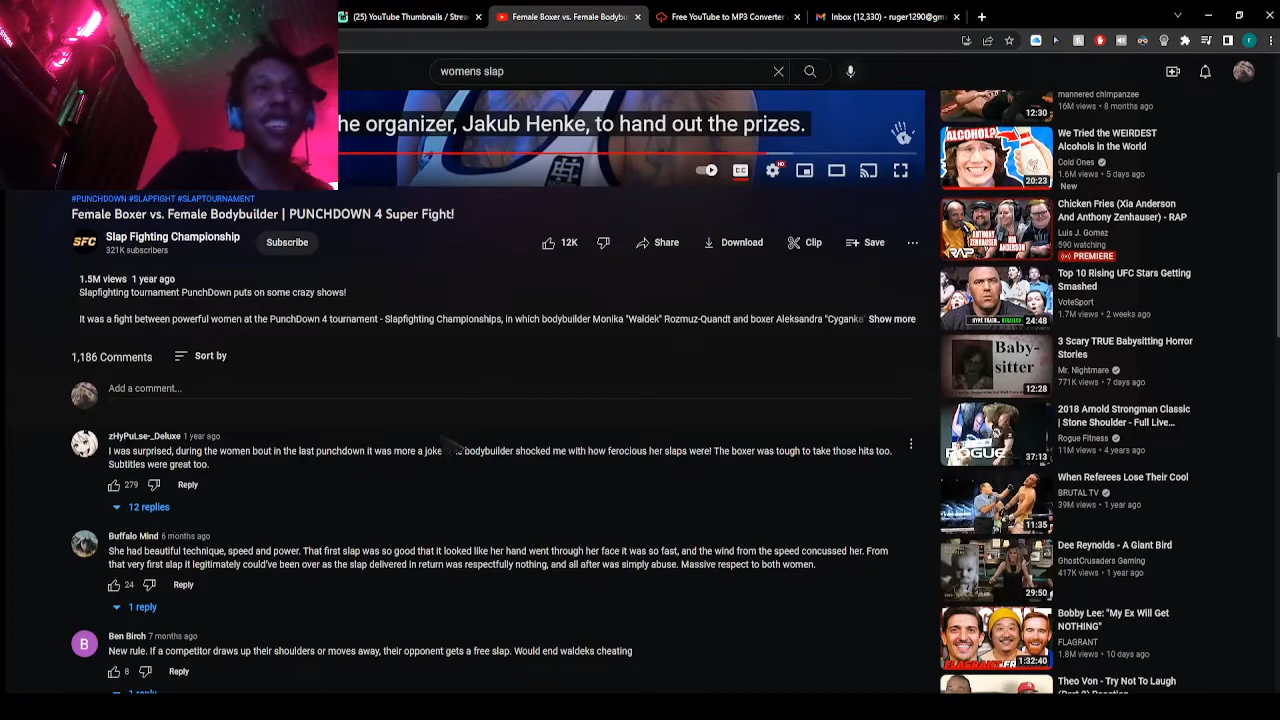 (25) YouTube Thumbnails / Strea
Female Boxer vs. Female Bodybu
Free YouTube to MP3 Converter
Inbox (12,330) - ruger1290@gm
womens slap
he organizer, Jakub Henke, to hand out the prizes.
CC
HD
#PUNCHDOWN #SLAPFIGHT #SLAPTOURNAMENT
Female Boxer vs. Female Bodybuilder | PUNCHDOWN 4 Super Fight!
SFC
Slap Fighting Championship
321K subscribers
Subscribe
12K
Share
Download
Clip
Save
1.5M views 1 year ago
Slapfighting tournament PunchDown puts on some crazy shows!
It was a fight between powerful women at the PunchDown 4 tournament - Slapfighting Championships, in which bodybuilder Monika "Waldek" Rozmuz-Quandt and boxer Aleksandra "Cyganke' Show more
1,186 Comments
Sort by
Add a comment...
zHyPuLse-_Deluxe 1 year ago
I was surprised, during the women bout in the last punchdown it was more a joke bodybuilder shocked me with how ferocious her slaps were! The boxer was tough to take those hits too.
Subtitles were great too.
279
Reply
12 replies
Buffalo Mind 6 months ago
She had beautiful technique, speed and power. That first slap was so good that it looked like her hand went through her face it was so fast, and the wind from the speed concussed her. From
that very first slap it legitimately could've been over as the slap delivered in return was respectfully nothing, and all after was simply abuse. Massive respect to both women.
24
Reply
1 reply
B
Ben Birch 7 months ago
New rule. If a competitor draws up their shoulders or moves away, their opponent gets a free slap. Would end waldeks cheating
8
Reply
1 reply
mannered chimpanzee
16M views • 8 months ago
12:30
ALCOHOL?
20:23
We Tried the WEIRDEST
Alcohols in the World
Cold Ones
1.6M views • 5 days ago
New
ANTHONY
ZENHAUSER
XIA
ANDERSON
RAP
Chicken Fries (Xia Anderson
And Anthony Zenhauser) - RAP
Luis J. Gomez
590 watching
PREMIERE
HYPE TRAIN...
24:48
Top 10 Rising UFC Stars Getting
Smashed
VoteSport
1.7M views • 2 weeks ago
Baby-
sitter
12:28
3 Scary TRUE Babysitting Horror
Stories
Mr. Nightmare
771K views • 7 days ago
ROGUE
37:13
2018 Arnold Strongman Classic
| Stone Shoulder - Full Live...
Rogue Fitness
11M views • 4 years ago
11:35
When Referees Lose Their Cool
BRUTAL TV
39M views • 1 year ago
29:50
Dee Reynolds - A Giant Bird
GhostCrusaders Gaming
417K views • 1 year ago
FLAGRANT
1:32:40
Bobby Lee: "My Ex Will Get
NOTHING"
FLAGRANT
1.8M views • 10 days ago
Theo Von - Try Not To Laugh